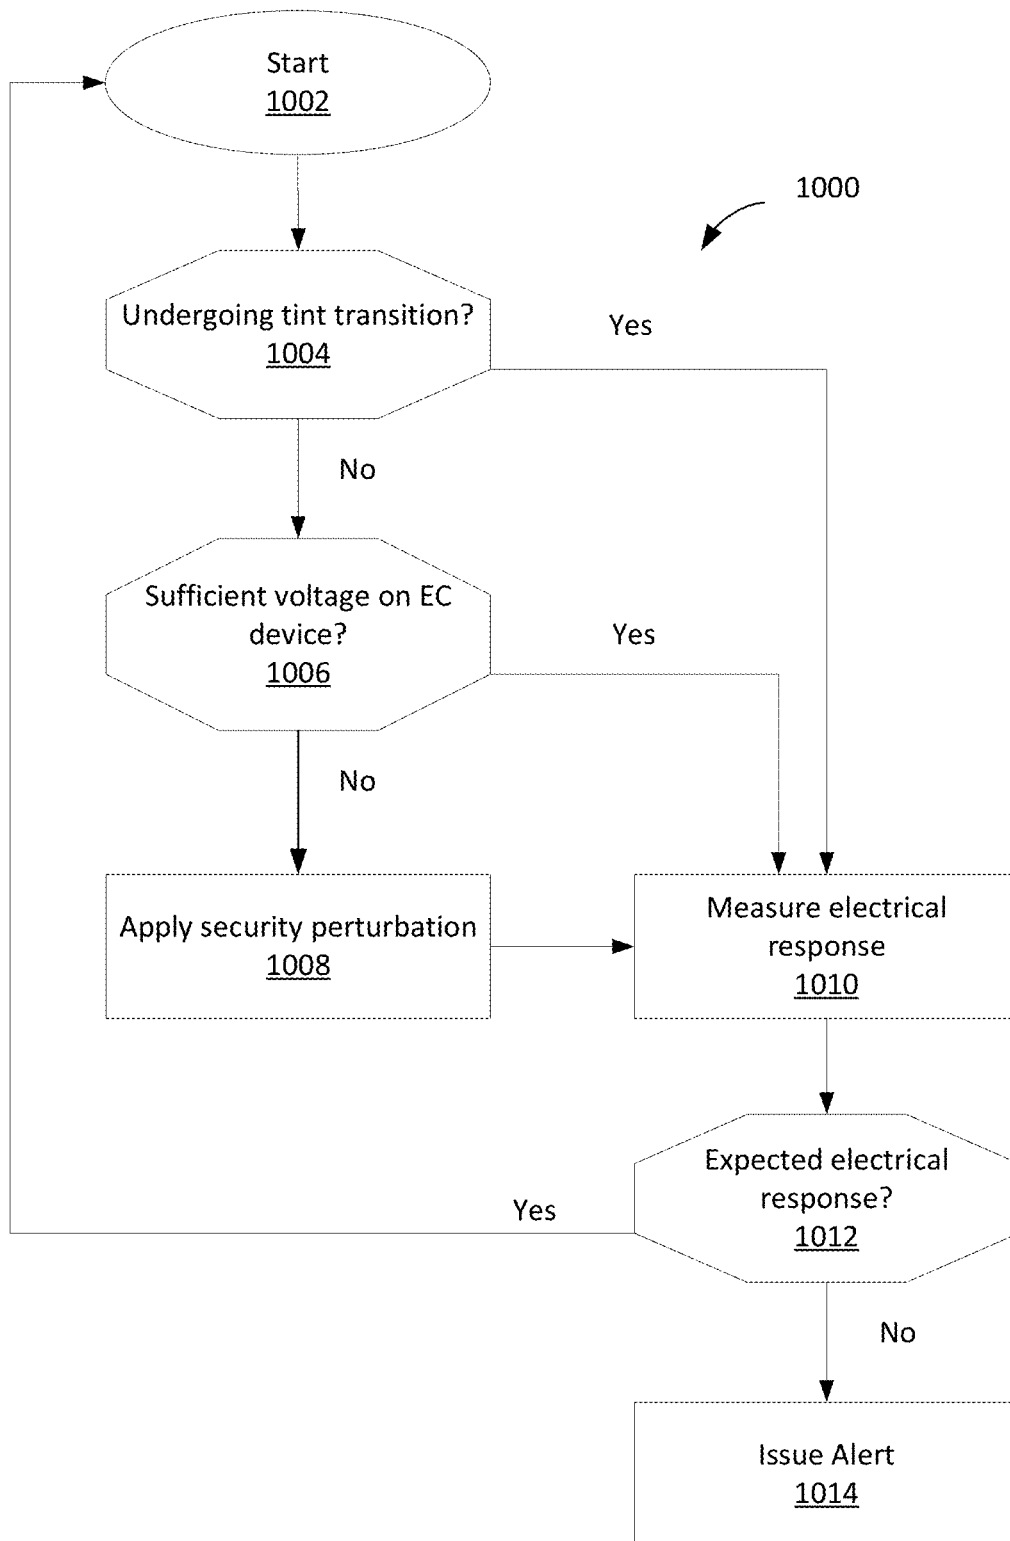 Start
1002
1000
Undergoing tint transition?
1004
Yes
No
Sufficient voltage on EC
device?
1006
Yes
No
Apply security perturbation
1008
Measure electrical
response
1010
Expected electrical
response?
1012
Yes
No
Issue Alert
1014